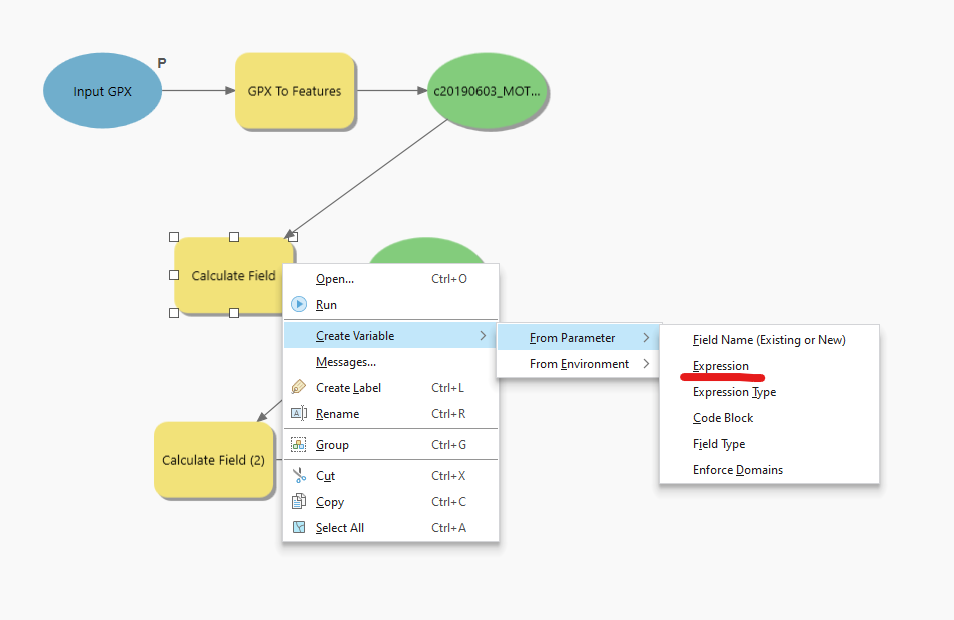 P
Input GPX
GPX To Features
c20190603_MOT...
Calculate Field
Open... Ctrl+O
Run
Create Variable
Messages...
Create Label Ctrl+L
Rename Ctrl+R
Group Ctrl+G
Cut Ctrl+X
Copy Ctrl+C
Select All Ctrl+A
From Parameter
From Environment
Field Name (Existing or New)
Expression
Expression Type
Code Block
Field Type
Enforce Domains
Calculate Field (2)